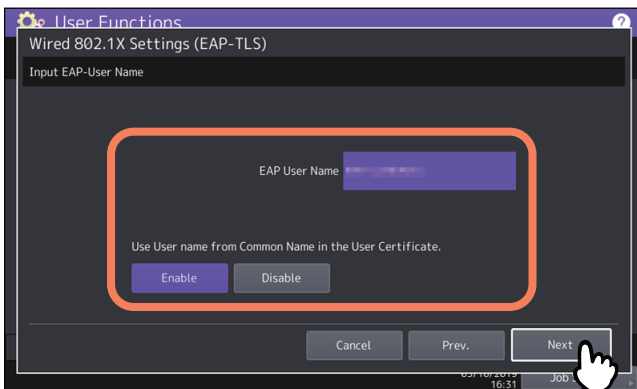 User Functions
?
Wired 802.1X Settings (EAP-TLS)
Input EAP-User Name
EAP User Name
Use User name from Common Name in the User Certificate.
Enable Disable
Cancel Prev. Next
16:31
Job